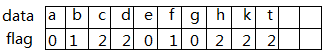 data a b c d e f g h k t
flag 0 1 2 2 0 1 0 2 2 2